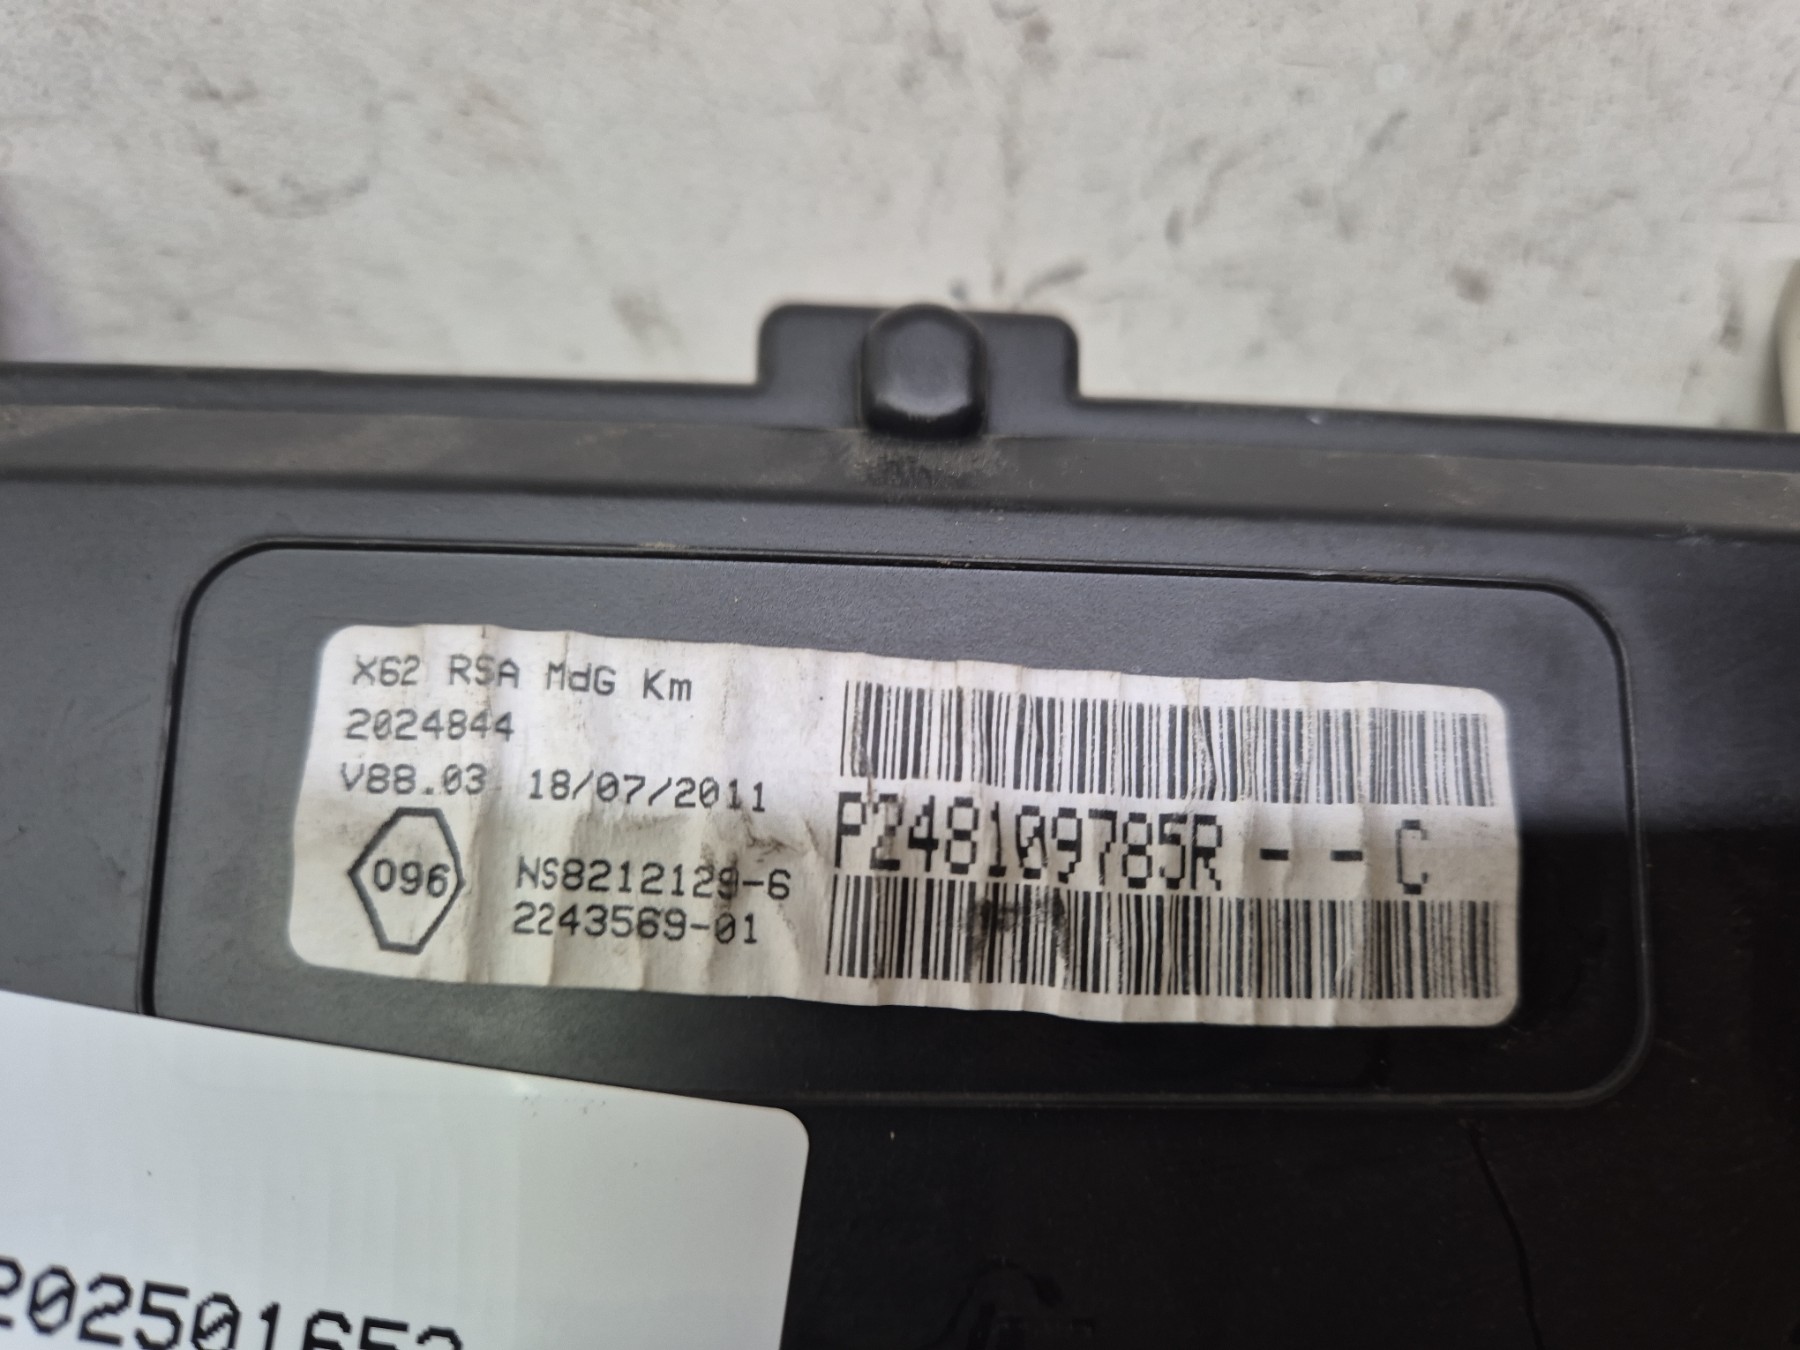 X62 RSA MdG Km
2024844
V88.03 18/07/2011
096
NS8212129-6
2243569-01
P248109785R--C